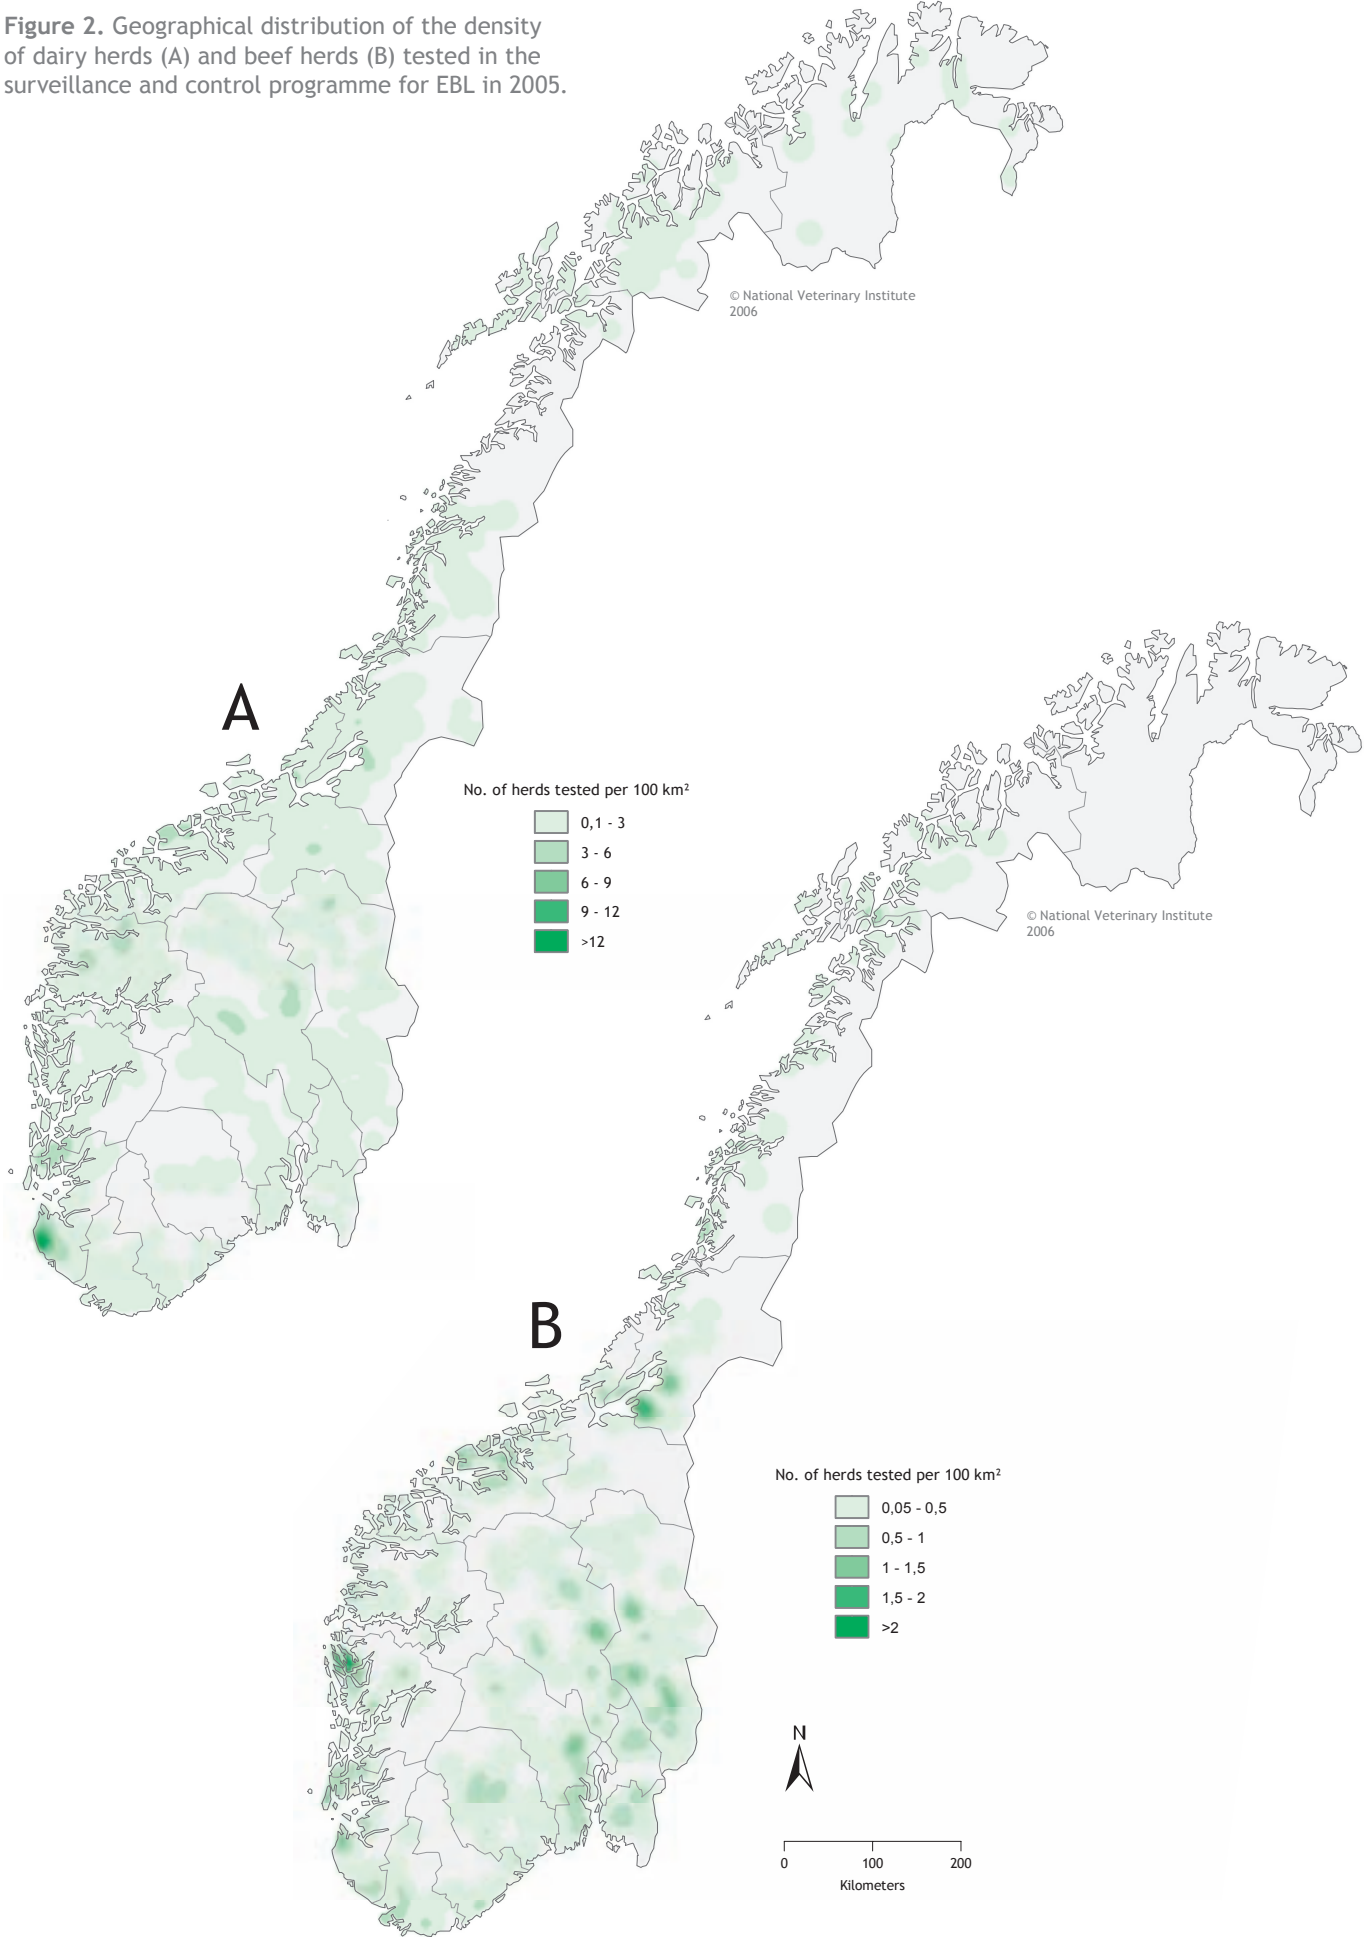 Figure 2. Geographical distribution of the density
of dairy herds (A) and beef herds (B) tested in the
surveillance and control programme for EBL in 2005.
© National Veterinary Institute
2006
A
No. of herds tested per 100 km²
0,1 - 3
3 - 6
6 - 9
9 - 12
>12
© National Veterinary Institute
2006
B
No. of herds tested per 100 km²
0,05 - 0,5
0,5 - 1
1 - 1,5
1,5 - 2
>2
N
0 100 200
Kilometers